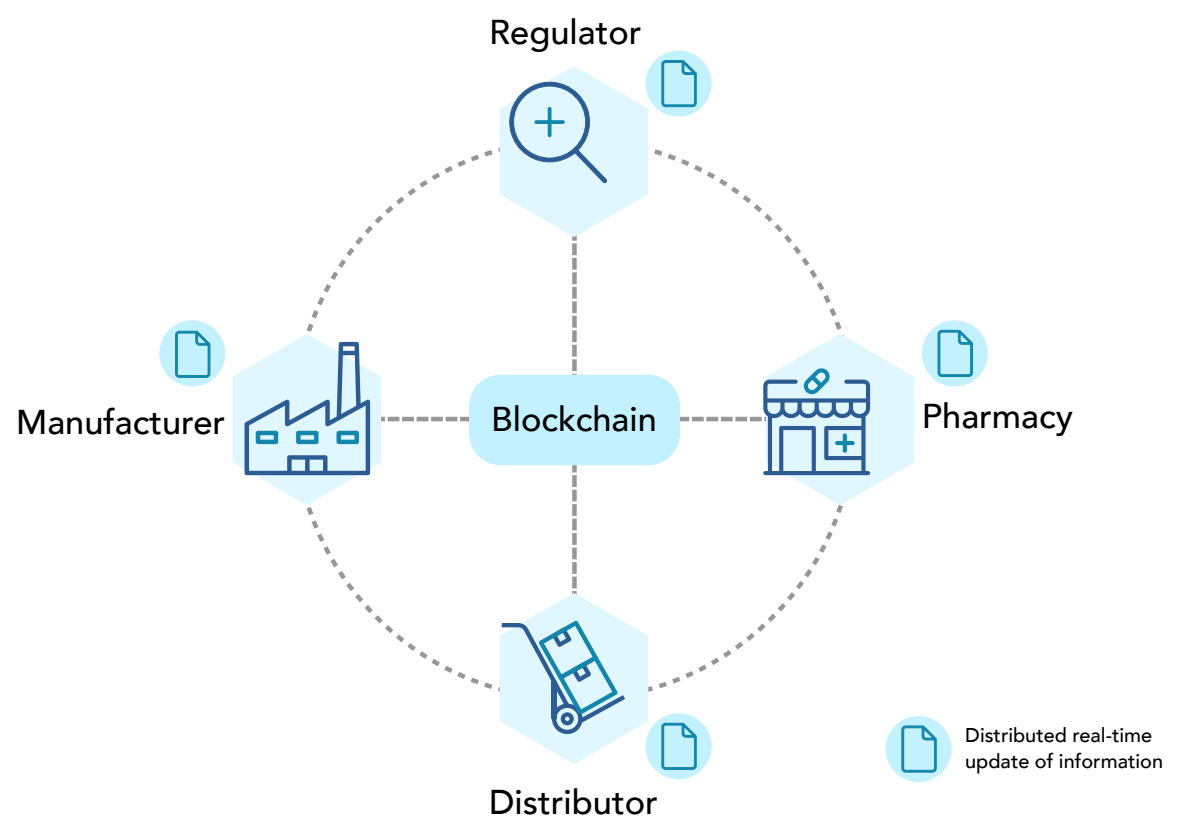 Regulator
Manufacturer
Blockchain
Pharmacy
Distributor
Distributed real-time
update of information